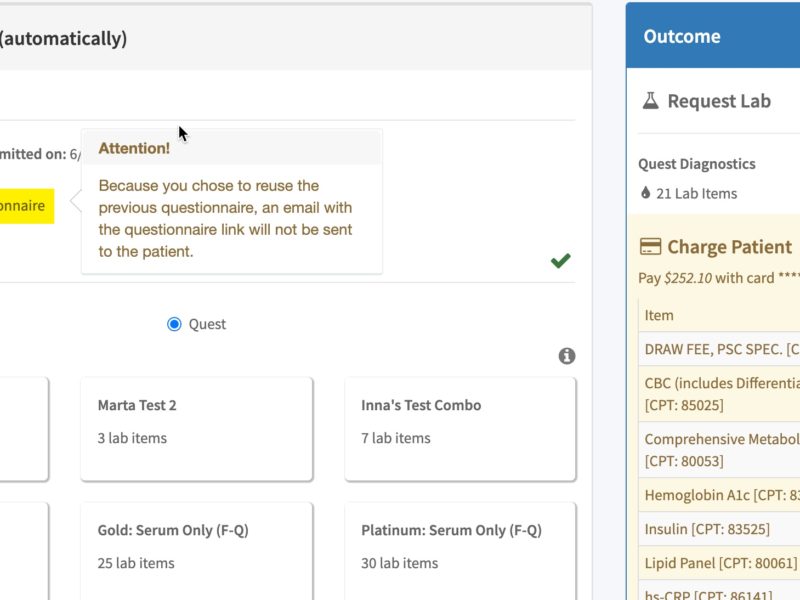 (automatically)
mitted on: 6/
onnaire
Attention!
Because you chose to reuse the
previous questionnaire, an email with
the questionnaire link will not be sent
to the patient.
Quest
Marta Test 2
3 lab items
Inna's Test Combo
7 lab items
Gold: Serum Only (F-Q)
25 lab items
Platinum: Serum Only (F-Q)
30 lab items
Outcome
Request Lab
Quest Diagnostics
21 Lab Items
Charge Patient
Pay $252.10 with card ****
Item
DRAW FEE, PSC SPEC. [C
CBC (includes Differentia
[CPT: 85025]
Comprehensive Metabol
[CPT: 80053]
Hemoglobin A1c [CPT: 83
Insulin [CPT: 83525]
Lipid Panel [CPT: 80061]
hs-CRP [CPT: 86141]